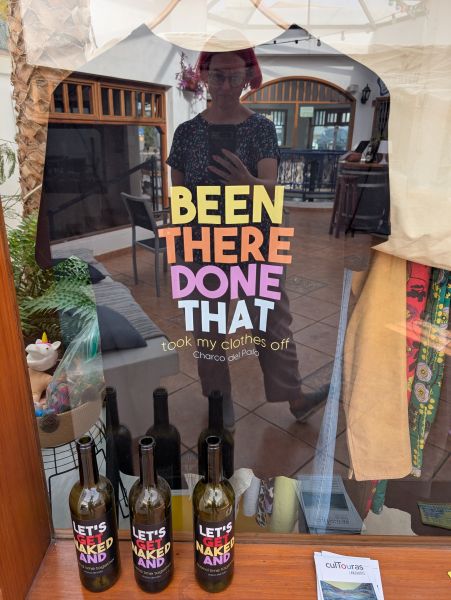 BEEN
THERE
DONE
THAT
took my clothes off
Charco del Palo
LET'S
GET
NAKED
AND
LET'S
GET
NAKED
AND
LET'S
GET
NAKED
AND
culTouras